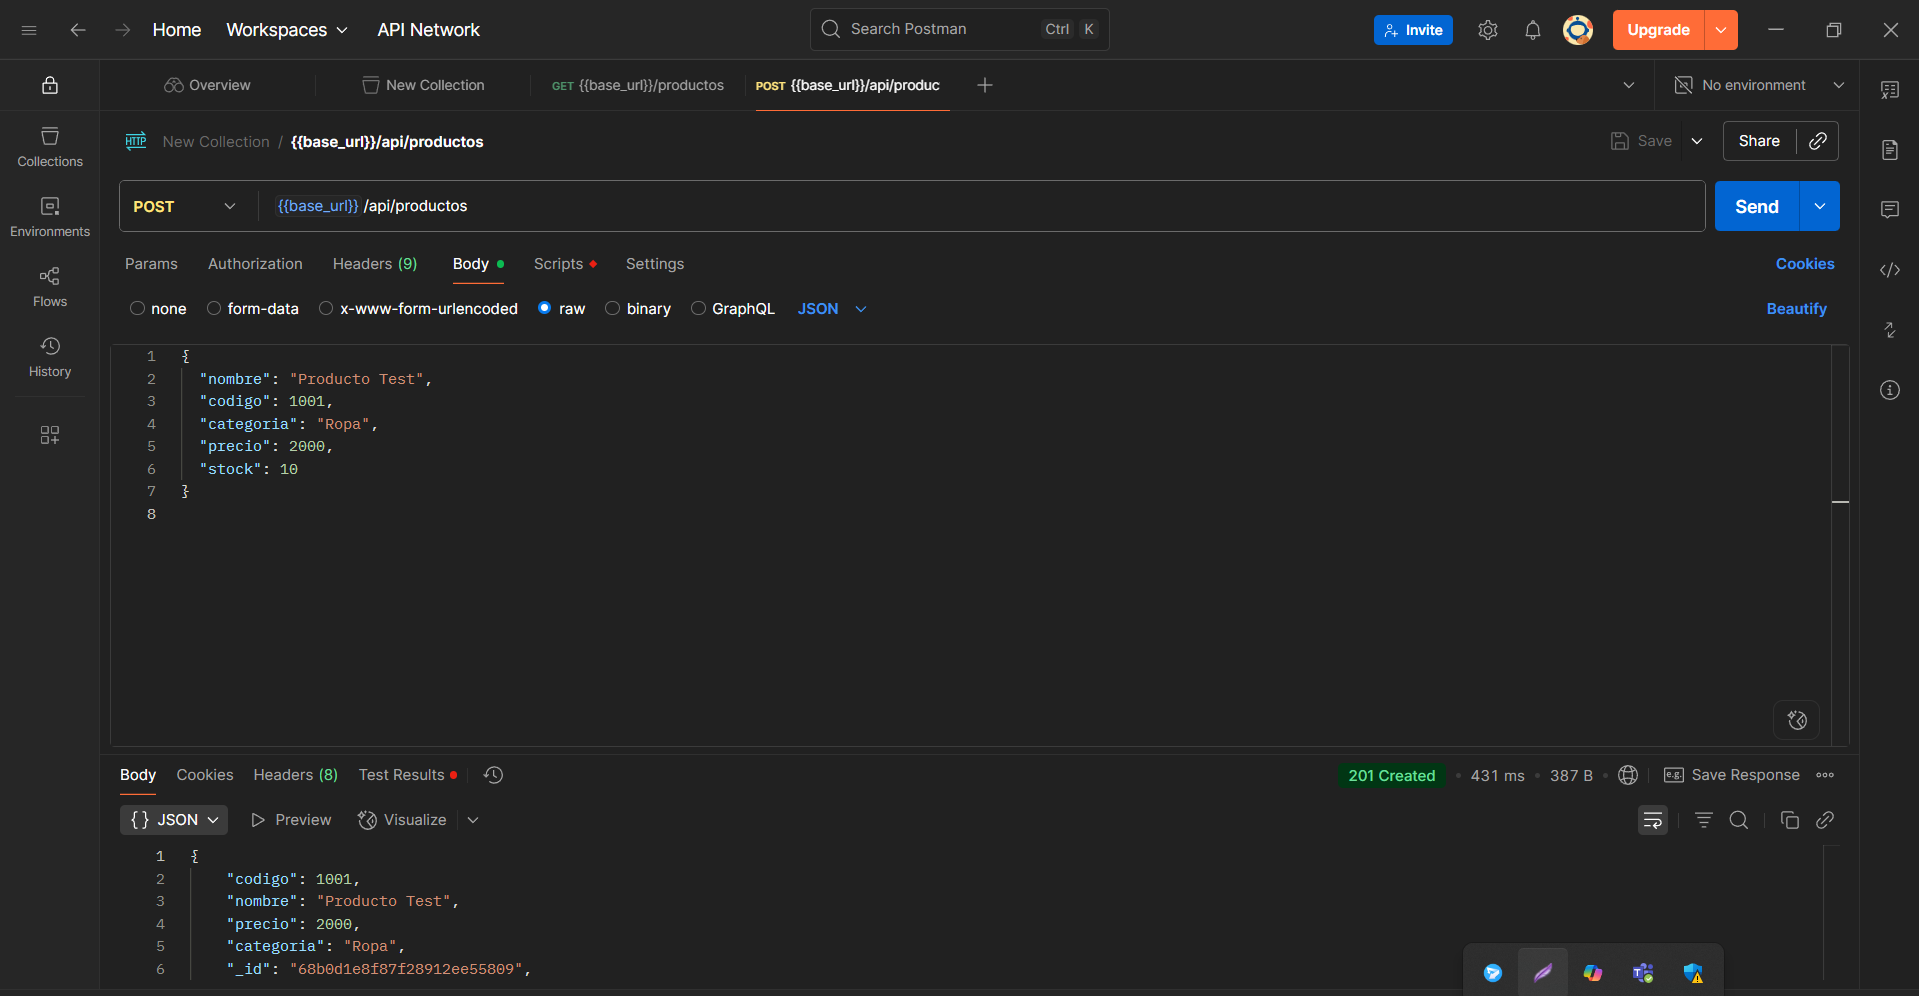 Home Workspaces API Network Search Postman Ctrl K Invite Upgrade
Overview New Collection GET {{base_url}}/productos POST {{base_url}}/api/produc No environment
HTTP New Collection / {{base_url}}/api/productos Save Share
Collections
POST {{base_url}} /api/productos Send
Environments
Params Authorization Headers (9) Body Scripts Settings Cookies
Flows
none form-data x-www-form-urlencoded raw binary GraphQL JSON Beautify
History
1 {
2 "nombre": "Producto Test",
3 "codigo": 1001,
4 "categoria": "Ropa",
5 "precio": 2000,
6 "stock": 10
7 }
8
Body Cookies Headers (8) Test Results 201 Created 431 ms 387 B e.g. Save Response
{} JSON Preview Visualize
1 {
2 "codigo": 1001,
3 "nombre": "Producto Test",
4 "precio": 2000,
5 "categoria": "Ropa",
6 "_id": "68b0d1e8f87f28912ee55809",